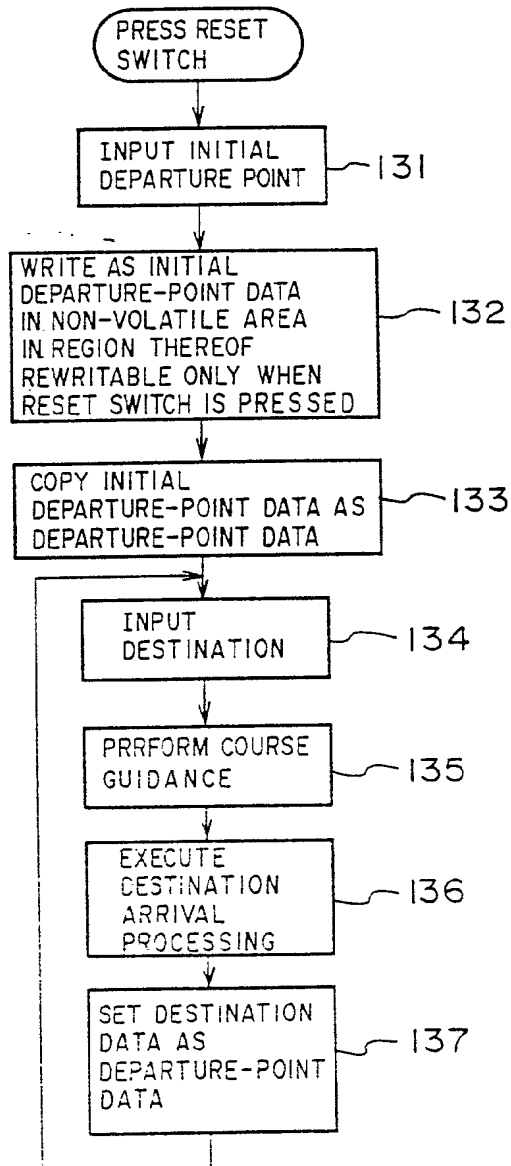 PRESS RESET
SWITCH
INPUT INITIAL
DEPARTURE POINT
131
WRITE AS INITIAL
DEPARTURE-POINT DATA
IN NON-VOLATILE AREA
IN REGION THEREOF
REWRITABLE ONLY WHEN
RESET SWITCH IS PRESSED
132
COPY INITIAL
DEPARTURE-POINT DATA AS
DEPARTURE-POINT DATA
133
INPUT
DESTINATION
134
PRRFORM COURSE
GUIDANCE
135
EXECUTE
DESTINATION
ARRIVAL
PROCESSING
136
SET DESTINATION
DATA AS
DEPARTURE-POINT
DATA
137